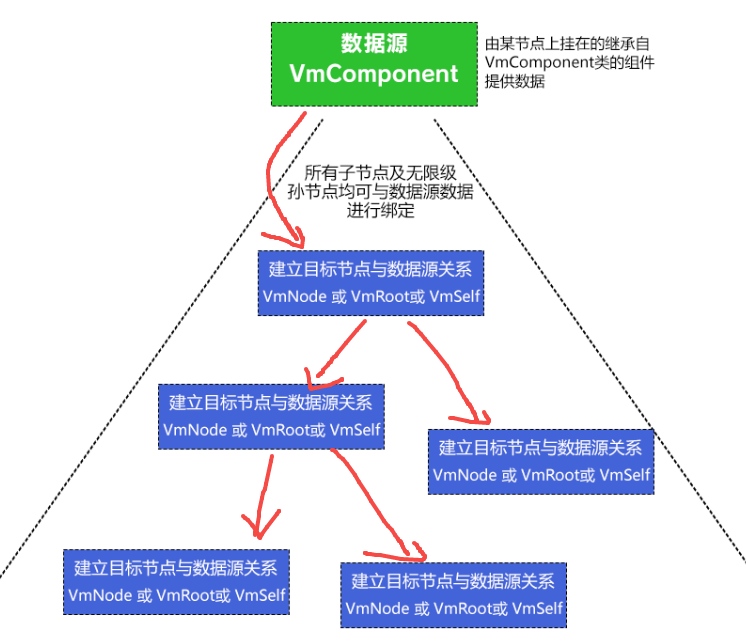 数据源
VmComponent
由某节点上挂在的继承自
VmComponent类的组件
提供数据
所有子节点及无限级
孙节点均可与数据源数据
进行绑定
建立目标节点与数据源关系
VmNode 或 VmRoot或 VmSelf
建立目标节点与数据源关系
VmNode 或 VmRoot或 VmSelf
建立目标节点与数据源关系
VmNode 或 VmRoot或 VmSelf
建立目标节点与数据源关系
VmNode 或 VmRoot或 VmSelf
建立目标节点与数据源关系
VmNode 或 VmRoot或 VmSelf